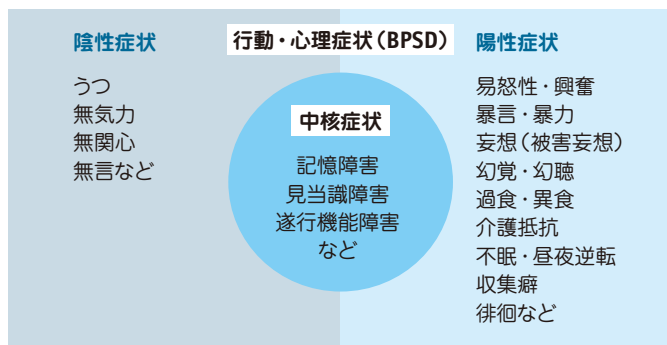 行動・心理症状(BPSD)
陰性症状
うつ
無気力
無関心
無言など
中核症状
記憶障害
見当識障害
遂行機能障害
など
陽性症状
易怒性・興奮
暴言・暴力
妄想(被害妄想)
幻覚・幻聴
過食・異食
介護抵抗
不眠・昼夜逆転
収集癖
徘徊など